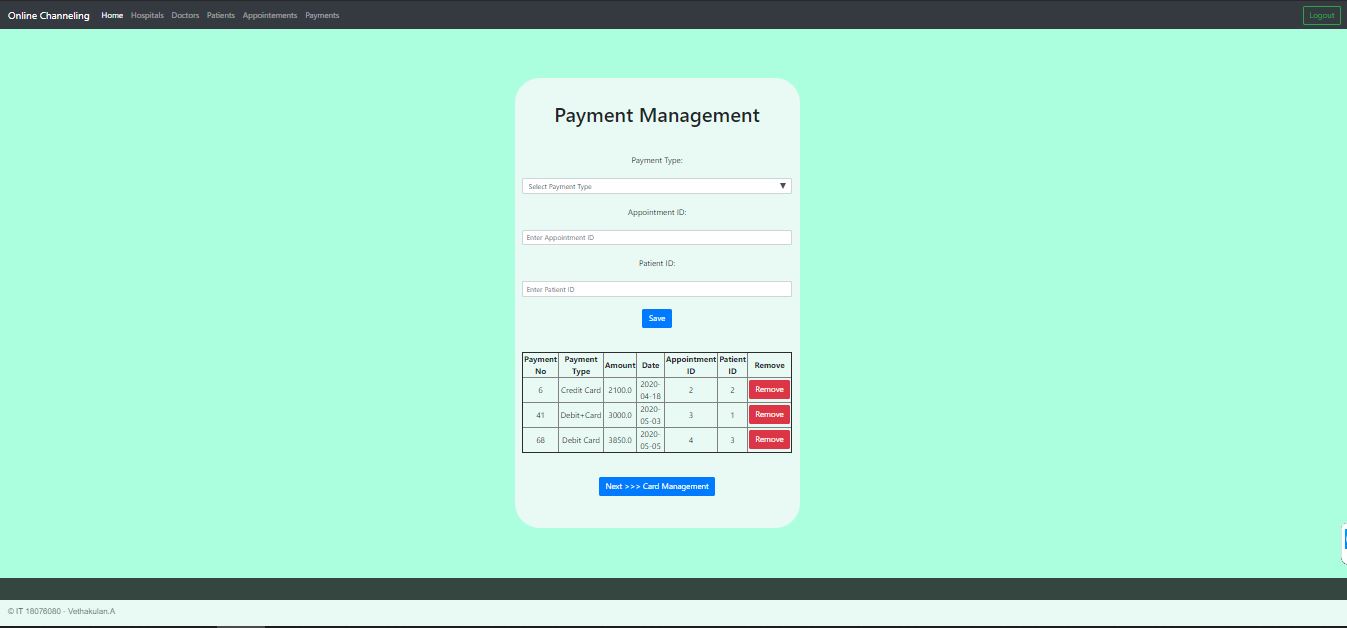 Online Channeling Home Hospitals Doctors Patients Appointements Payments Logout
Payment Management
Payment Type:
Select Payment Type
Appointment ID:
Enter Appointment ID
Patient ID:
Enter Patient ID
Save
Payment No Payment Type Amount Date Appointment ID Patient ID Remove
6 Credit Card 2100.0 2020-04-18 2 2 Remove
41 Debit+Card 3000.0 2020-05-03 3 1 Remove
68 Debit Card 3850.0 2020-05-05 4 3 Remove
Next >>> Card Management
© IT 18076080 - Vethakulan.A